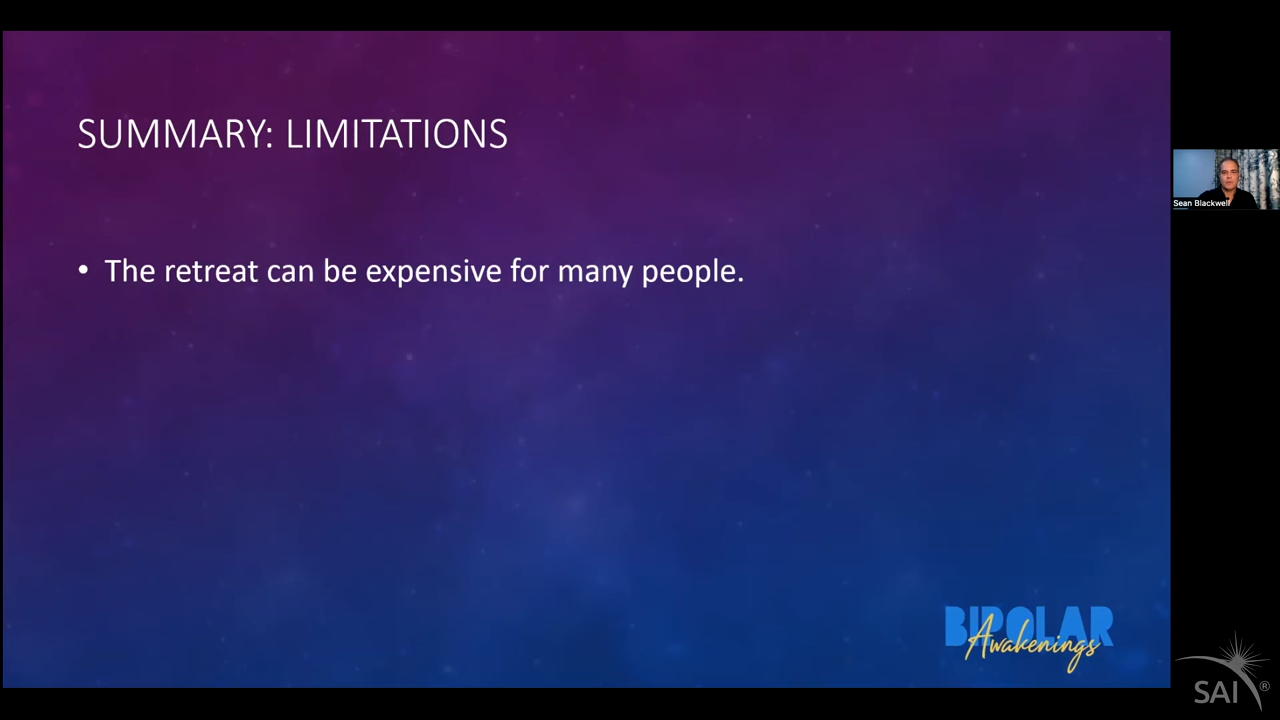 SUMMARY: LIMITATIONS
• The retreat can be expensive for many people.
Sean Blackwell
BIPOLAR
Awakenings
SAI®